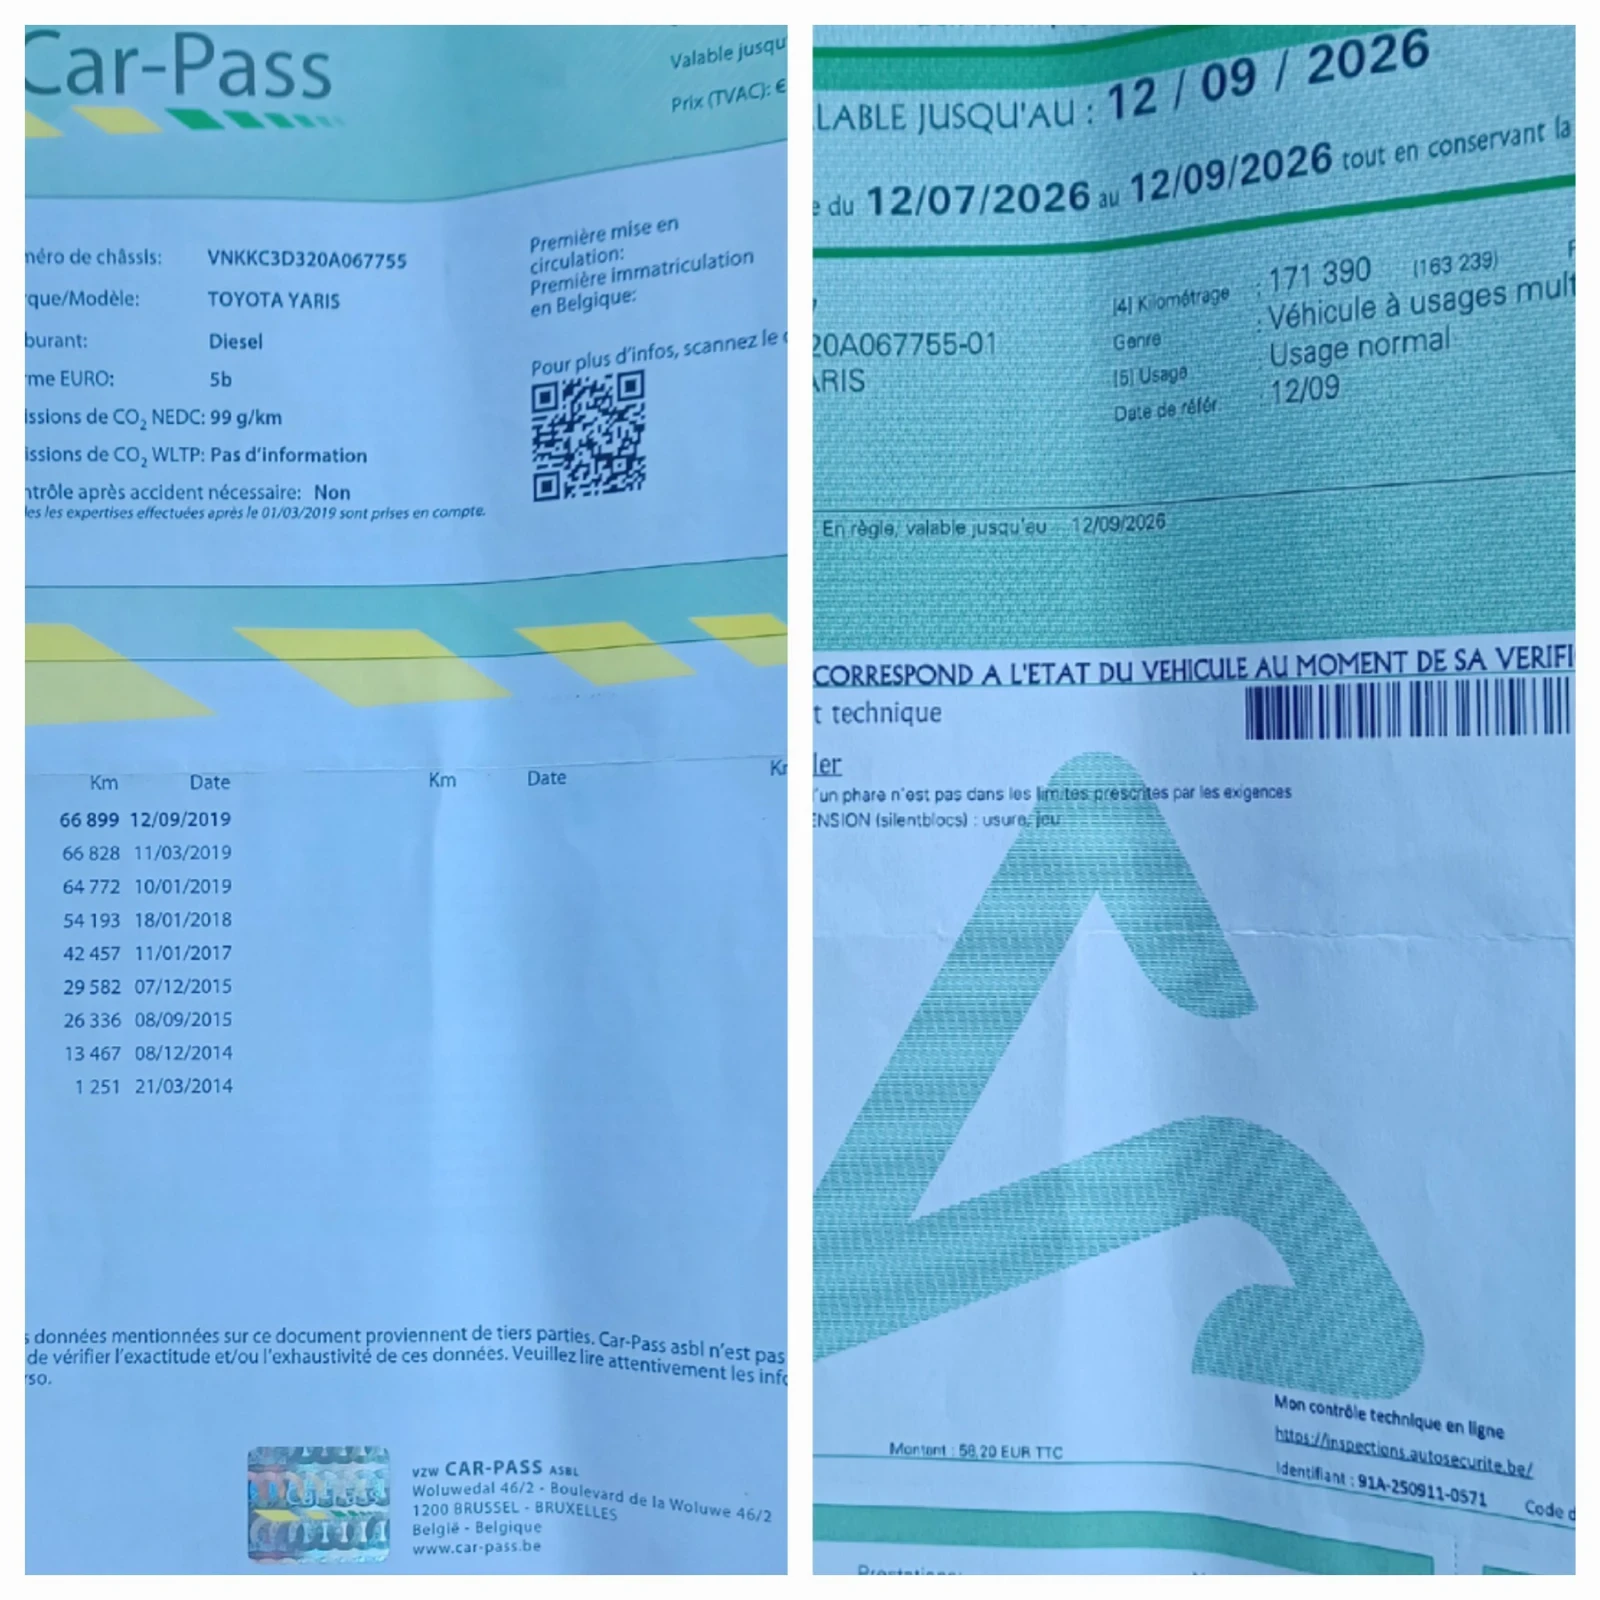 Car-Pass
Valable jusqu
Prix (TVAC): €
néro de châssis: VNKKC3D320A067755
que/Modèle: TOYOTA YARIS
burant: Diesel
me EURO: 5b
issions de CO2 NEDC: 99 g/km
issions de CO2 WLTP: Pas d'information
ntrôle après accident nécessaire: Non
les les expertises effectuées après le 01/03/2019 sont prises en compte.
Première mise en
circulation:
Première immatriculation
en Belgique:
Pour plus d'infos, scannez le
Km Date Km Date Km
66 899 12/09/2019
66 828 11/03/2019
64 772 10/01/2019
54 193 18/01/2018
42 457 11/01/2017
29 582 07/12/2015
26 336 08/09/2015
13 467 08/12/2014
1 251 21/03/2014
s données mentionnées sur ce document proviennent de tiers parties. Car-Pass asbl n'est pas
de vérifier l'exactitude et/ou l'exhaustivité de ces données. Veuillez lire attentivement les info
rso.
vzw CAR-PASS ASBL
Woluwedal 46/2 - Boulevard de la Woluwe 46/2
1200 BRUSSEL - BRUXELLES
België - Belgique
www.car-pass.be
LABLE JUSQU'AU : 12 / 09 / 2026
e du 12/07/2026 au 12/09/2026 tout en conservant la
20A067755-01
ARIS
[4] Kilométrage : 171 390 (163 239)
Genre : Véhicule à usages mult
[5] Usage : Usage normal
Date de référ. : 12/09
En règle, valable jusqu'au 12/09/2026
CORRESPOND A L'ETAT DU VEHICULE AU MOMENT DE SA VERIFI
t technique
ler
'un phare n'est pas dans les limites prescrites par les exigences
ENSION (silentblocs) : usure, jeu
Montant : 58,20 EUR TTC
Mon contrôle technique en ligne
https://inspections.autosecurite.be/
Identifiant : 91A-250911-0571 Code d